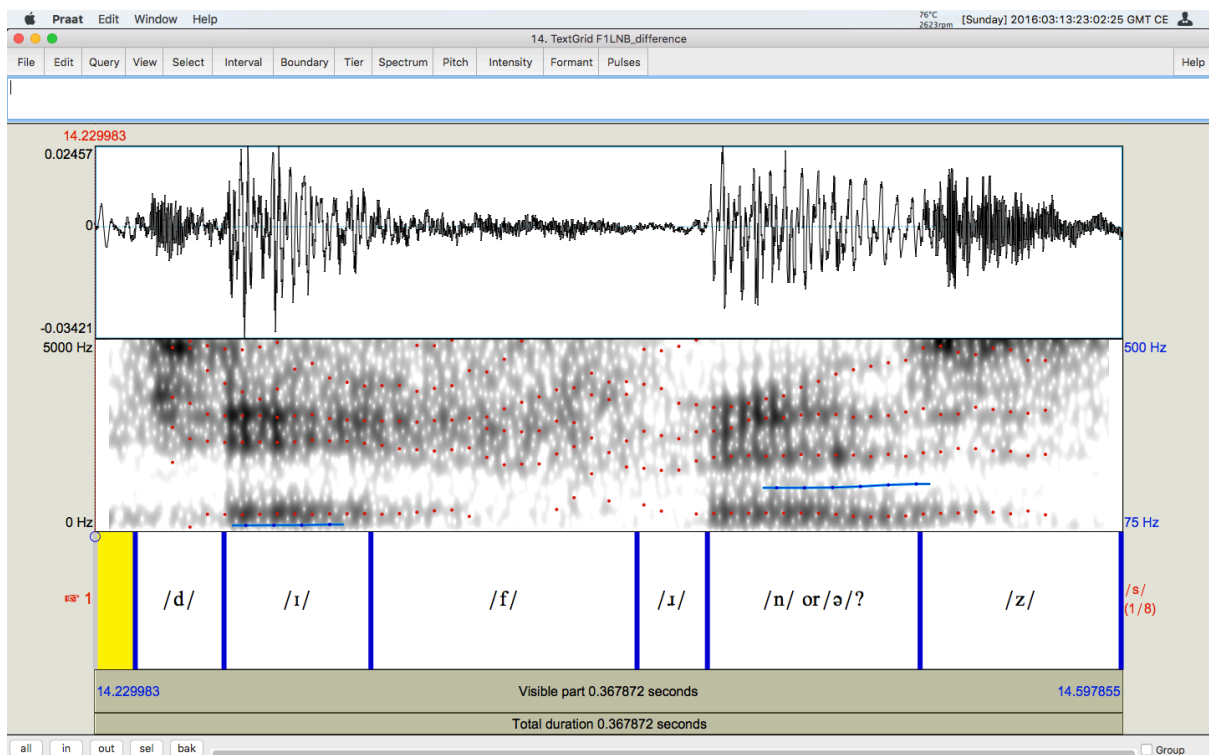 Praat Edit Window Help 76°C 2623rpm [Sunday] 2016:03:13:23:02:25 GMT CE
14. TextGrid F1LNB_difference
File Edit Query View Select Interval Boundary Tier Spectrum Pitch Intensity Formant Pulses Help
14.229983
0.02457
0
-0.03421
5000 Hz 500 Hz
0 Hz 75 Hz
☞ 1 /d/ /ɪ/ /f/ /ɹ/ /n/ or/ə/? /z/ /s/
(1/8)
14.229983 Visible part 0.367872 seconds 14.597855
Total duration 0.367872 seconds
all in out sel bak Group